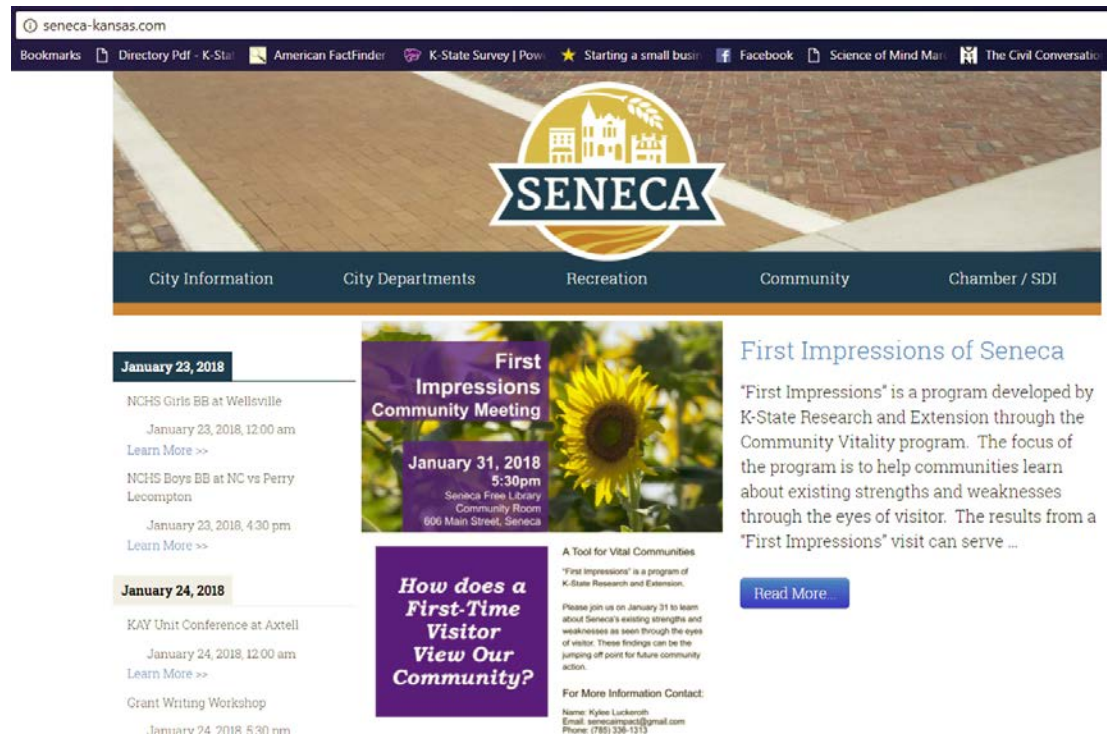 seneca-kansas.com
Bookmarks Directory Pdf - K-Stat American FactFinder K-State Survey | Pow Starting a small busin Facebook Science of Mind Mar The Civil Conversatio
SENECA
City Information City Departments Recreation Community Chamber / SDI
January 23, 2018
NCHS Girls BB at Wellsville
January 23, 2018, 12:00 am
Learn More >>
NCHS Boys BB at NC vs Perry
Lecompton
January 23, 2018, 4:30 pm
Learn More >>
January 24, 2018
KAY Unit Conference at Axtell
January 24, 2018, 12:00 am
Learn More >>
Grant Writing Workshop
January 24, 2018, 5:30 pm
First
Impressions
Community Meeting
January 31, 2018
5:30pm
Seneca Free Library
Community Room
606 Main Street, Seneca
How does a
First-Time
Visitor
View Our
Community?
A Tool for Vital Communities
"First Impressions" is a program of
K-State Research and Extension.
Please join us on January 31 to learn
about Seneca's existing strengths and
weaknesses as seen through the eyes
of visitor. These findings can be the
jumping off point for future community
action.
For More Information Contact:
Name: Kylee Luckeroth
Email: senecaimpact@gmail.com
Phone: (785) 336-1313
First Impressions of Seneca
"First Impressions" is a program developed by
K-State Research and Extension through the
Community Vitality program. The focus of
the program is to help communities learn
about existing strengths and weaknesses
through the eyes of visitor. The results from a
"First Impressions" visit can serve ...
Read More...